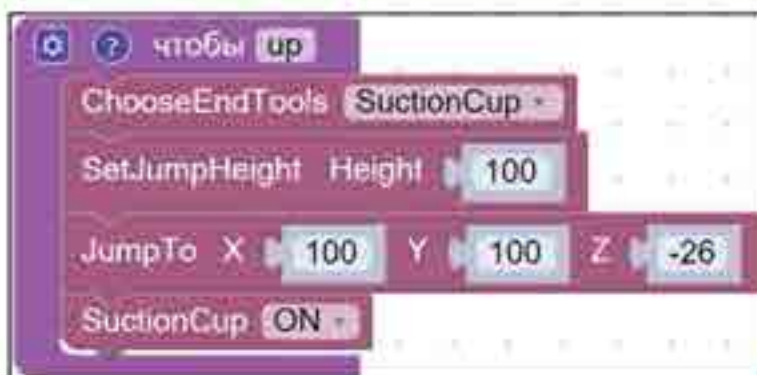 ? чтобы up
ChooseEndTools SuctionCup
SetJumpHeight Height 100
JumpTo X 100 Y 100 Z -26
SuctionCup ON